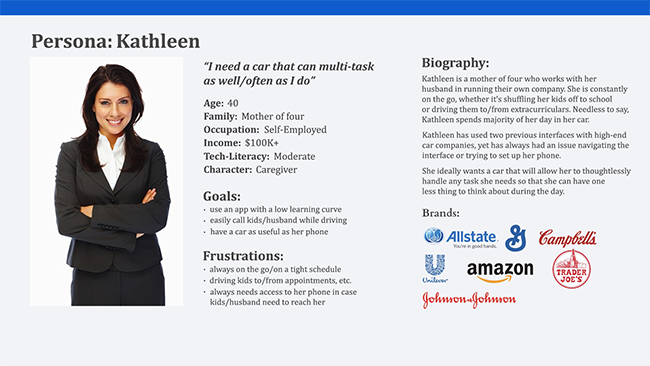 Persona: Kathleen
“I need a car that can multi-task
as well/often as I do”
Age: 40
Family: Mother of four
Occupation: Self-Employed
Income: $100K+
Tech-Literacy: Moderate
Character: Caregiver
Goals:
· use an app with a low learning curve
· easily call kids/husband while driving
· have a car as useful as her phone
Frustrations:
· always on the go/on a tight schedule
· driving kids to/from appointments, etc.
· always needs access to her phone in case
kids/husband need to reach her
Biography:
Kathleen is a mother of four who works with her
husband in running their own company. She is constantly
on the go, whether it's shuffling her kids off to school
or driving them to/from extracurriculars. Needless to say,
Kathleen spends majority of her day in her car.
Kathleen has used two previous interfaces with high-end
car companies, yet has always had an issue navigating the
interface or trying to set up her phone.
She ideally wants a car that will allow her to thoughtlessly
handle any task she needs so that she can have one
less thing to think about during the day.
Brands:
Allstate
You're in good hands.
G
Campbell's
Unilever
amazon
TRADER
JOE'S
Johnson & Johnson